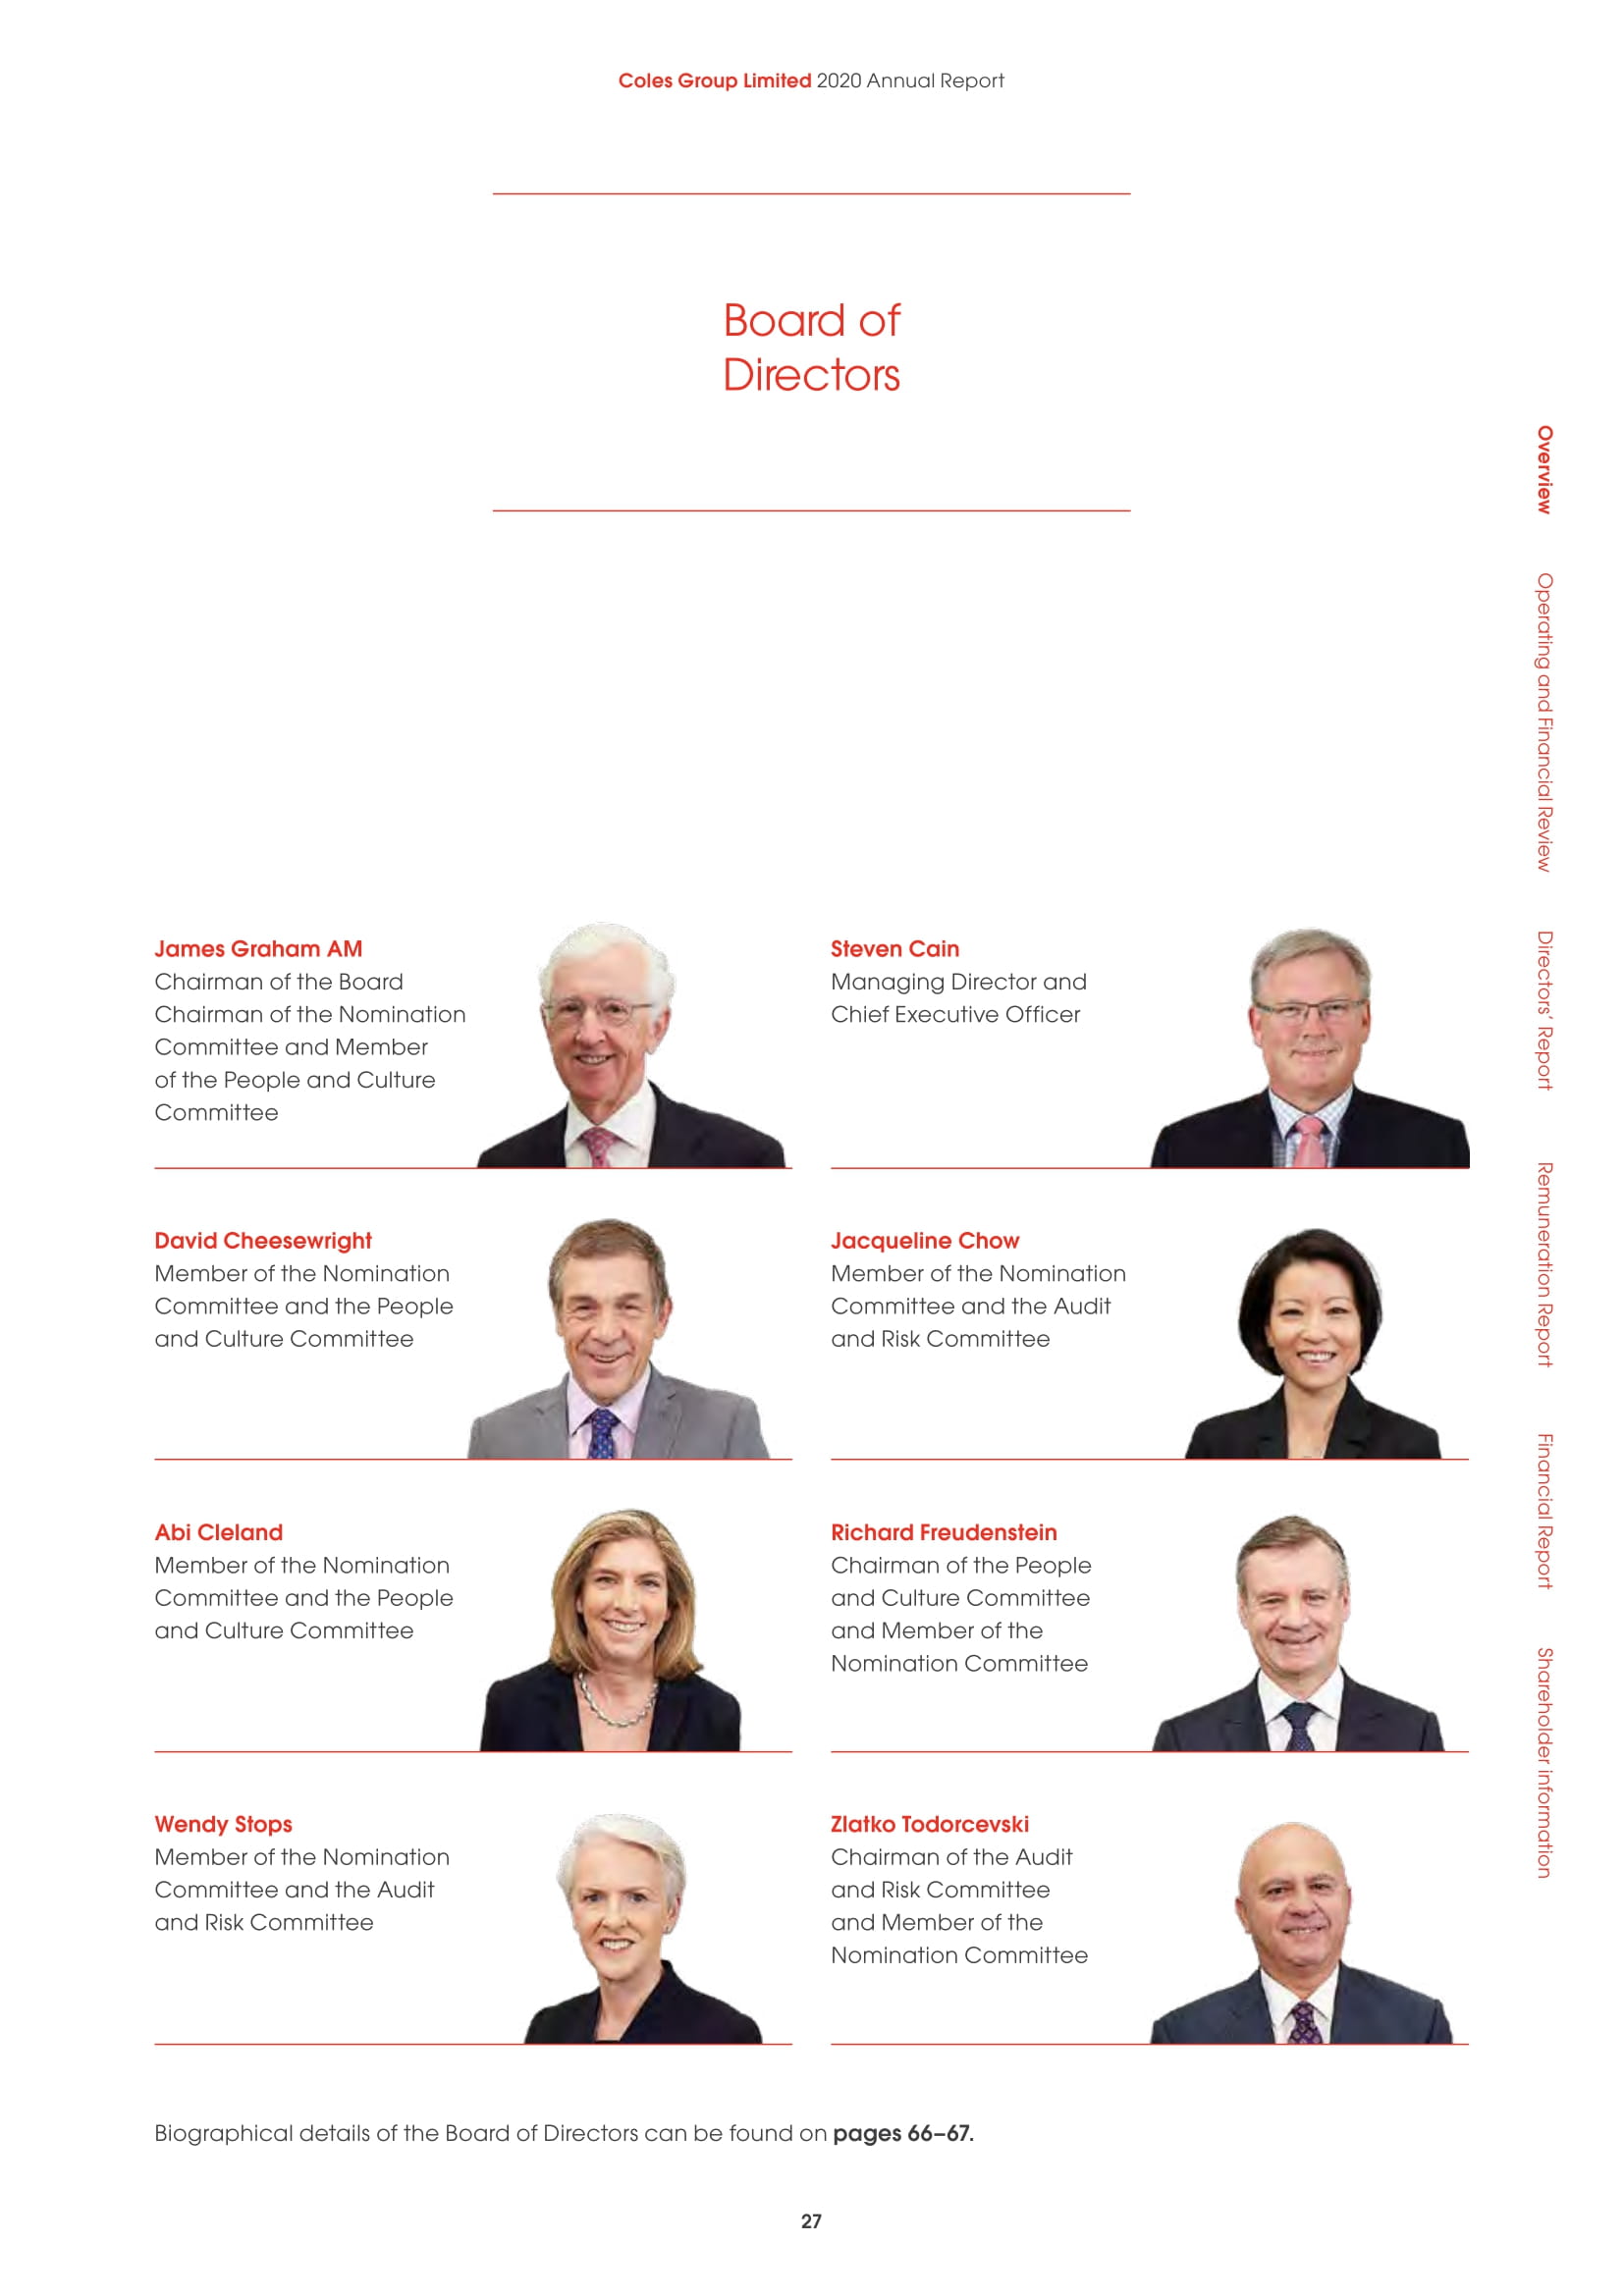 Coles Group Limited 2020 Annual Report
Board of
Directors
James Graham AM
Chairman of the Board
Chairman of the Nomination
Committee and Member
of the People and Culture
Committee
Steven Cain
Managing Director and
Chief Executive Officer
David Cheesewright
Member of the Nomination
Committee and the People
and Culture Committee
Jacqueline Chow
Member of the Nomination
Committee and the Audit
and Risk Committee
Abi Cleland
Member of the Nomination
Committee and the People
and Culture Committee
Richard Freudenstein
Chairman of the People
and Culture Committee
and Member of the
Nomination Committee
Wendy Stops
Member of the Nomination
Committee and the Audit
and Risk Committee
Zlatko Todorcevski
Chairman of the Audit
and Risk Committee
and Member of the
Nomination Committee
Biographical details of the Board of Directors can be found on pages 66–67.
27
Overview
Operating and Financial Review
Directors’ Report
Remuneration Report
Financial Report
Shareholder information